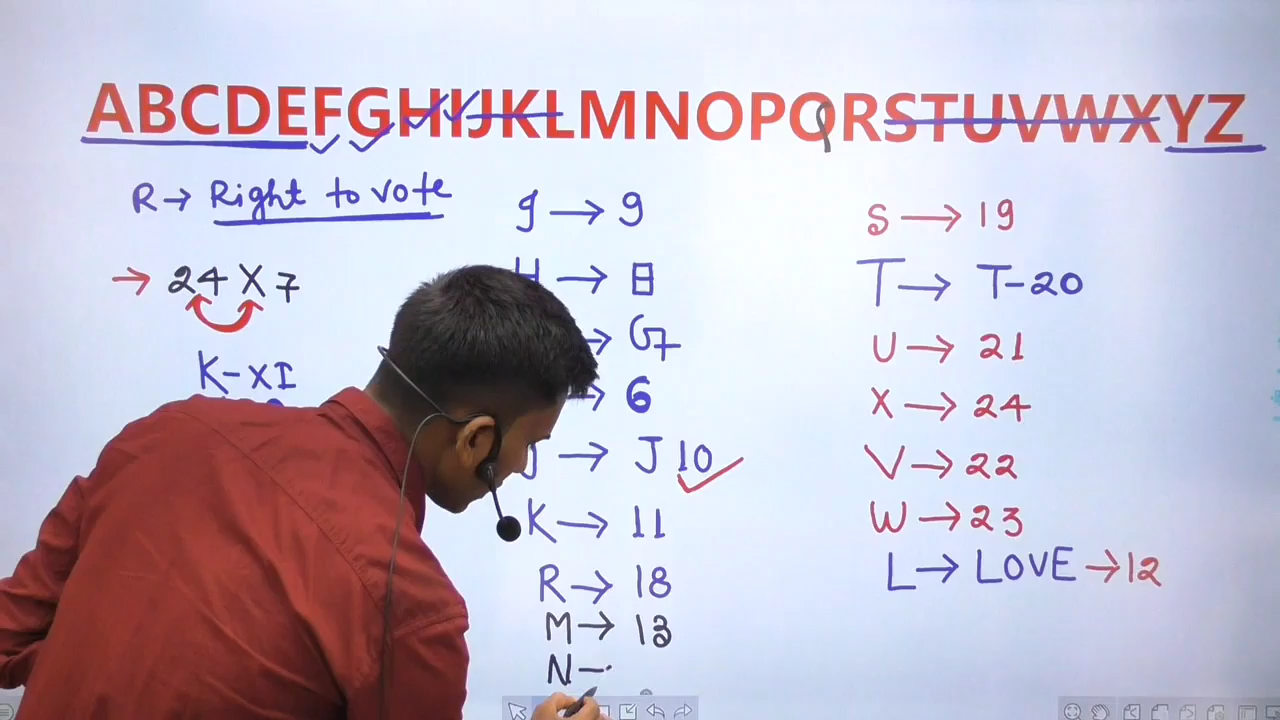 ABCDEFGHIJKLMNOPQRSTUVWXYZ
R → Right to vote
→ 24 X 7
K-XI
9 → 9
H → 8
→ G7
→ 6
J → J 10
K → 11
R → 18
M → 13
N -
S → 19
T → T-20
U → 21
X → 24
V → 22
W → 23
L → LOVE → 12